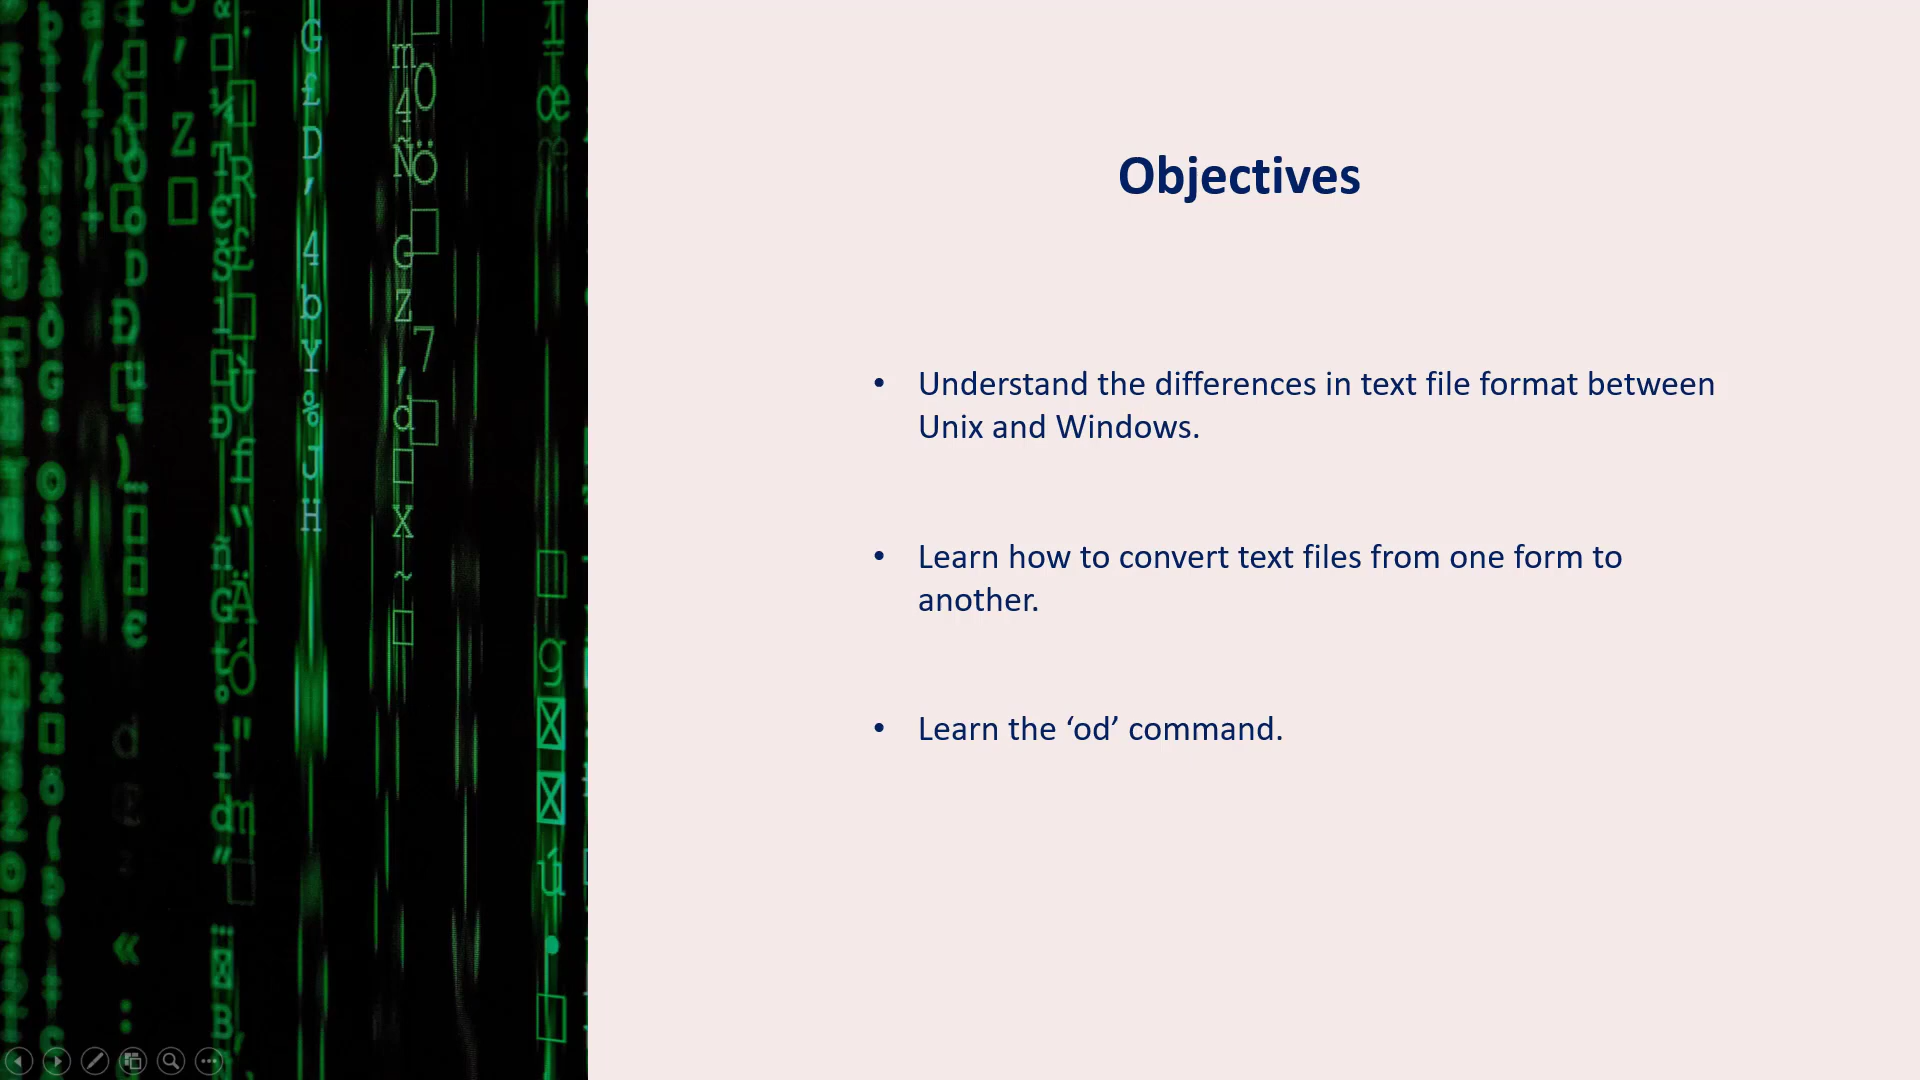 Objectives
• Understand the differences in text file format between
Unix and Windows.
• Learn how to convert text files from one form to
another.
• Learn the ‘od’ command.